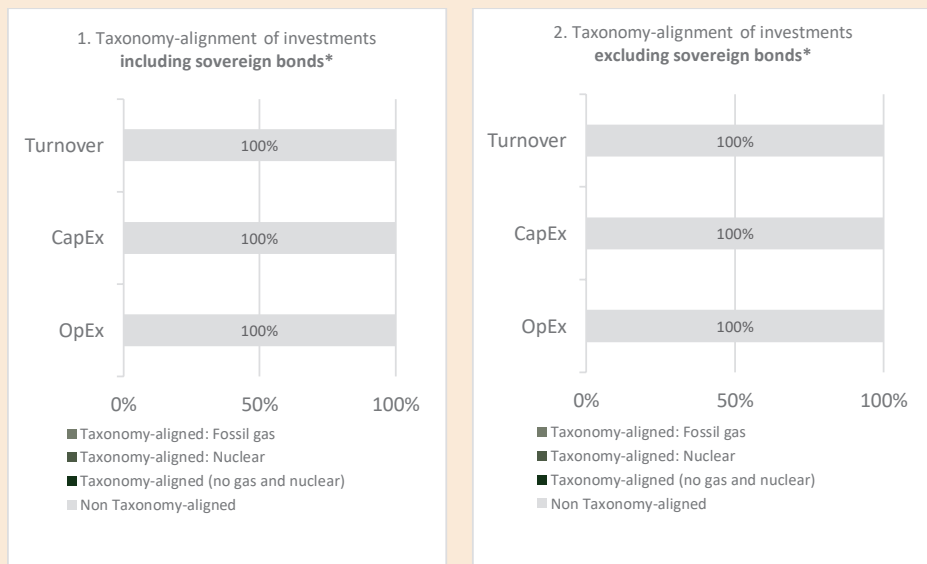 1. Taxonomy-alignment of investments
including sovereign bonds*
Turnover
100%
CapEx
100%
OpEx
100%
0%
50%
100%
Taxonomy-aligned: Fossil gas
Taxonomy-aligned: Nuclear
Taxonomy-aligned (no gas and nuclear)
Non Taxonomy-aligned
2. Taxonomy-alignment of investments
excluding sovereign bonds*
Turnover
100%
CapEx
100%
OpEx
100%
0%
50%
100%
Taxonomy-aligned: Fossil gas
Taxonomy-aligned: Nuclear
Taxonomy-aligned (no gas and nuclear)
Non Taxonomy-aligned